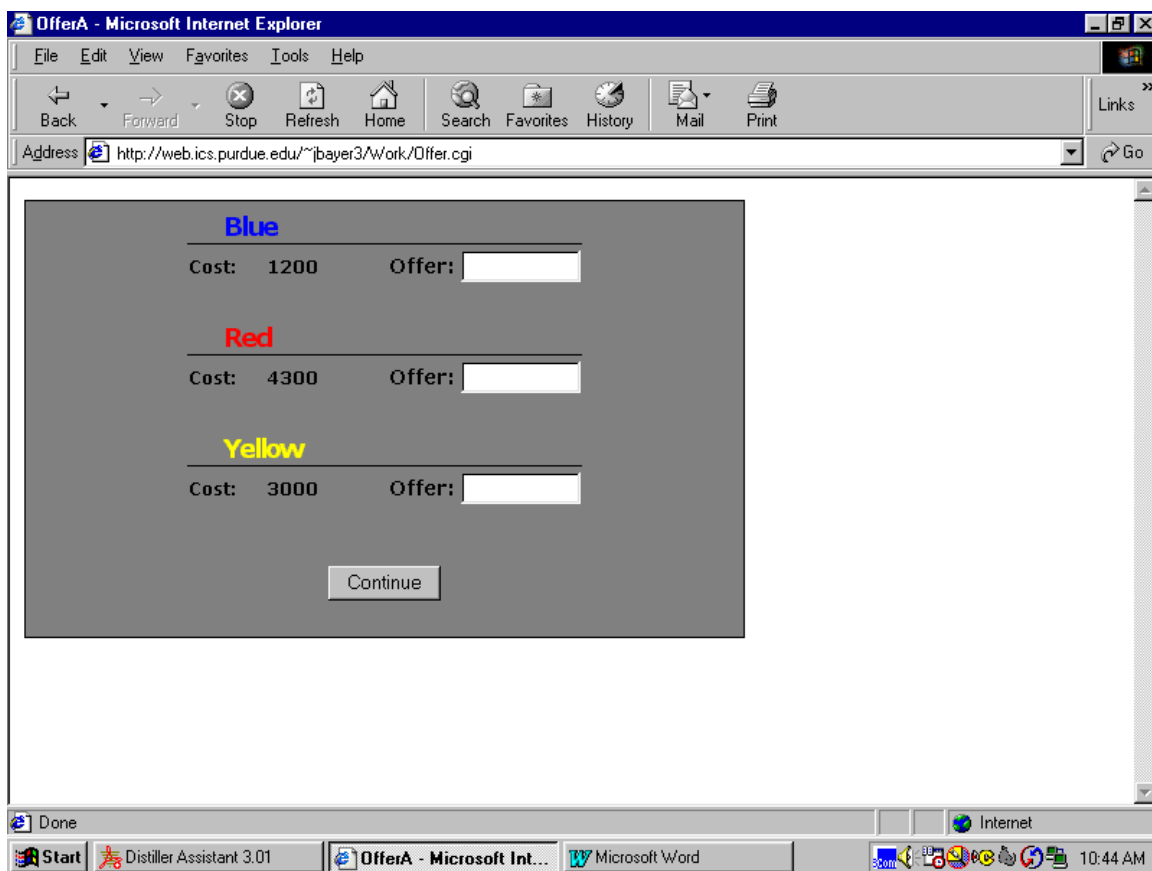 OfferA - Microsoft Internet Explorer
File Edit View Favorites Tools Help
Back Forward Stop Refresh Home Search Favorites History Mail Print Links »
Address http://web.ics.purdue.edu/~jbayer3/Work/Offer.cgi Go
Blue
Cost: 1200 Offer:
Red
Cost: 4300 Offer:
Yellow
Cost: 3000 Offer:
Continue
Done Internet
Start Distiller Assistant 3.01 OfferA - Microsoft Int... Microsoft Word 10:44 AM